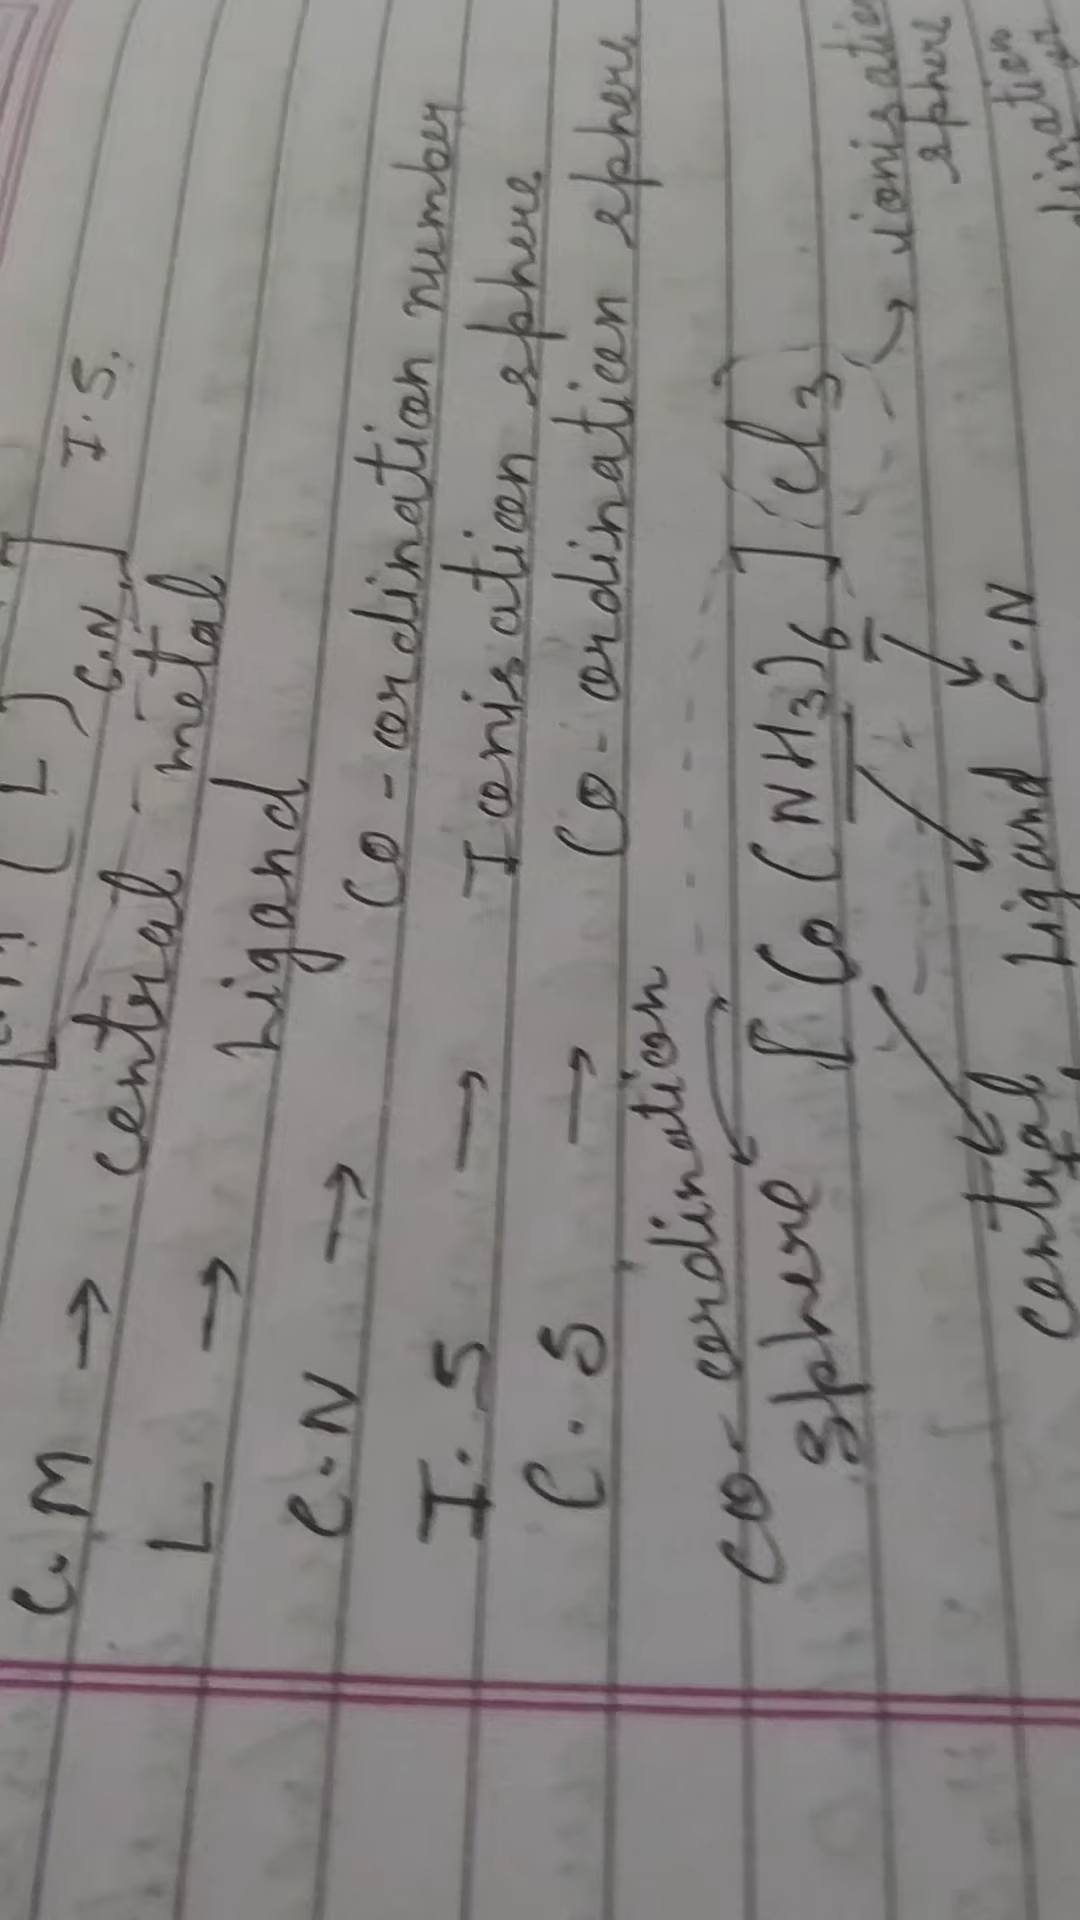 [C.M (L)C.N.] I.S.
C.M → central metal
L → Ligand
C.N → Co-ordination number
I.S → Ionisation sphere
C.S → Co-ordination sphere
co-ordination
sphere [Co(NH3)6]Cl3 → ionisation
sphere
central Ligand C.N